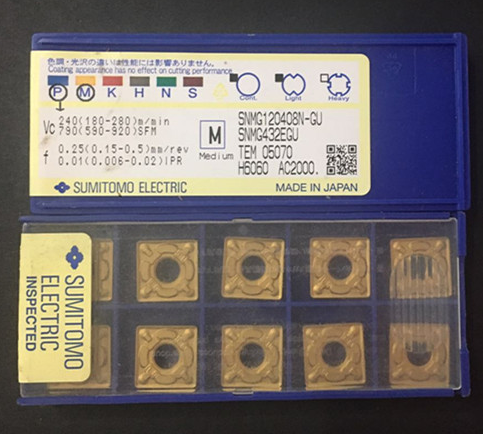 色調・光沢の違いは性能には影響ありません。
Coating appearance has no effect on cutting performance
P M K H N S
Cont. Light Heavy
Vc 240(180-280)m/min
790(590-920)SFM
f 0.25(0.15-0.5)mm/rev
0.01(0.006-0.02)IPR
M
Medium
SNMG120408N-GU
SNMG432EGU
TEM 05070
H6060 AC2000.
SUMITOMO ELECTRIC
MADE IN JAPAN
SUMITOMO
ELECTRIC
INSPECTED